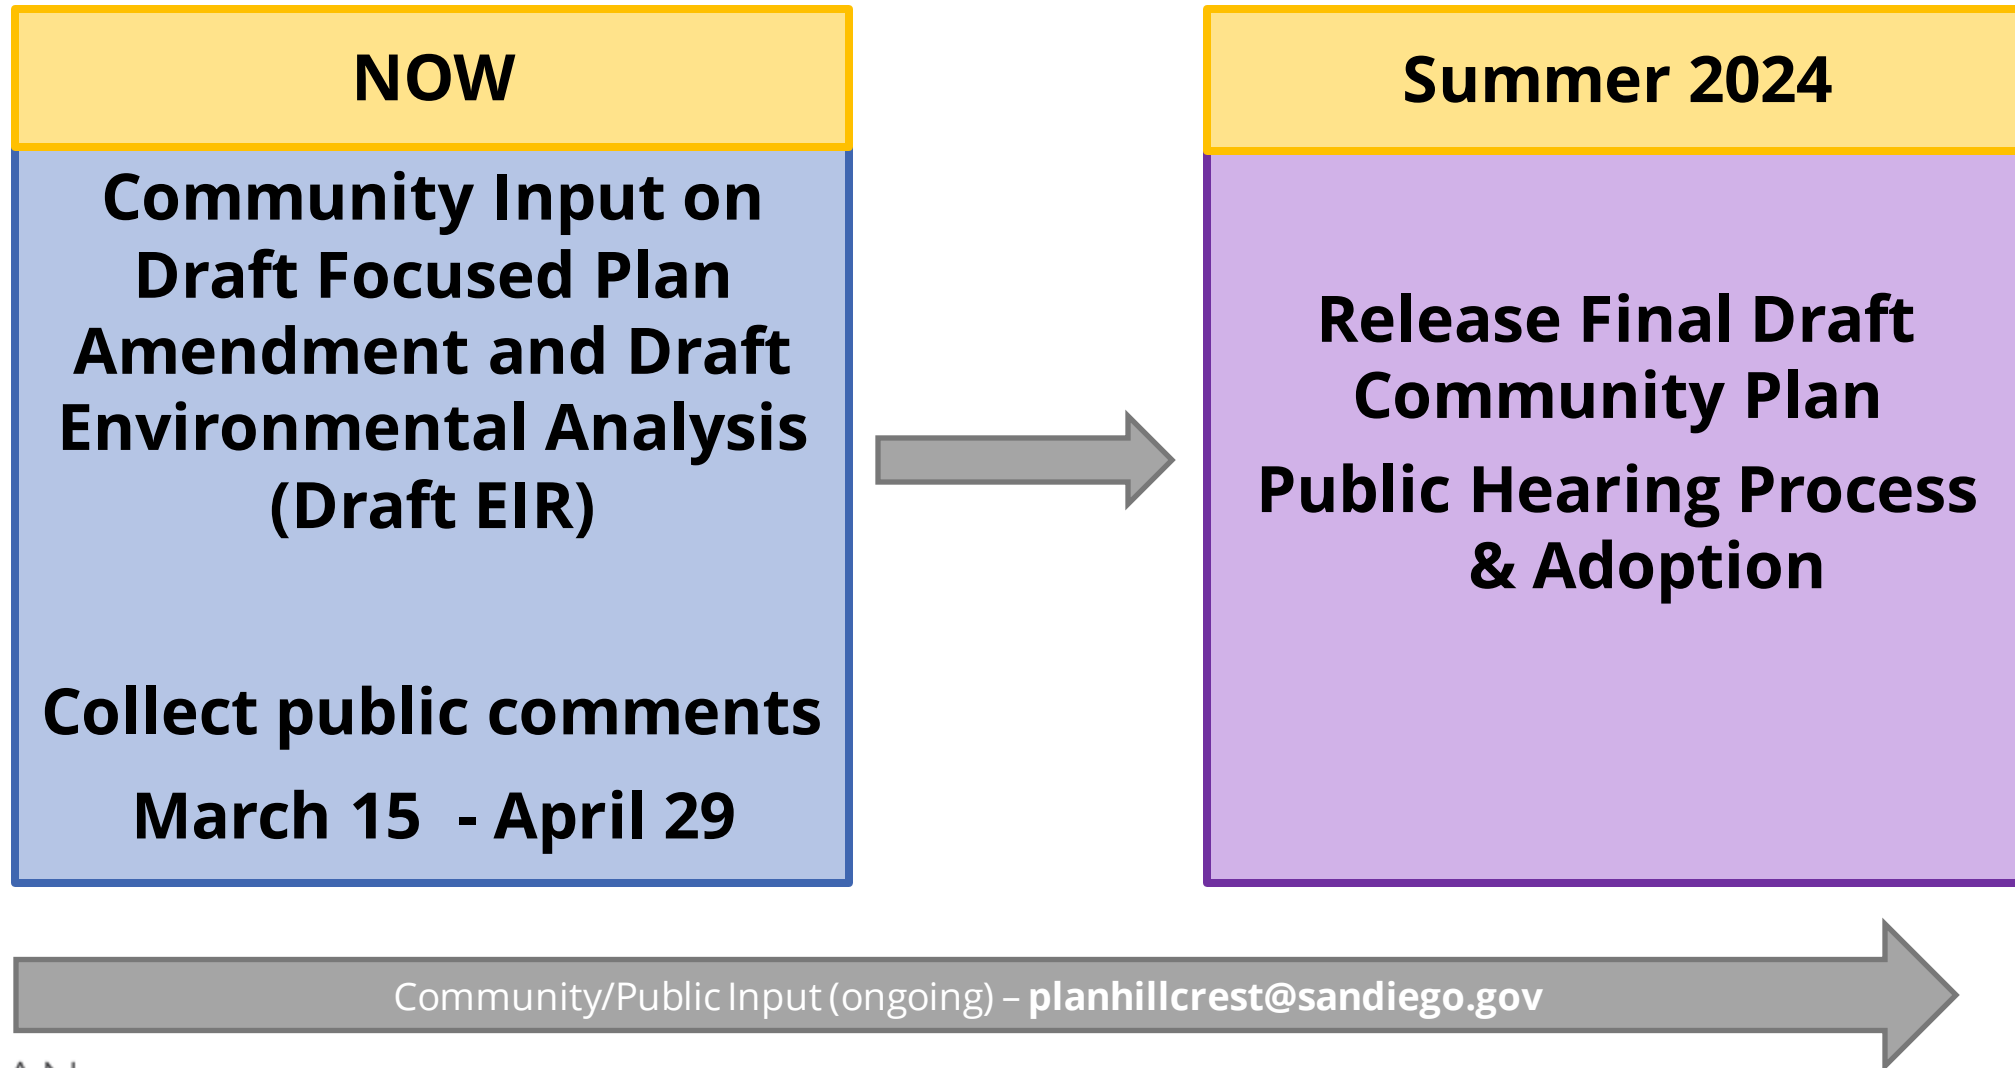 NOW
Community Input on
Draft Focused Plan
Amendment and Draft
Environmental Analysis
(Draft EIR)
Collect public comments
March 15  - April 29
Summer 2024
Release Final Draft
Community Plan
Public Hearing Process
& Adoption
Community/Public Input (ongoing) – planhillcrest@sandiego.gov